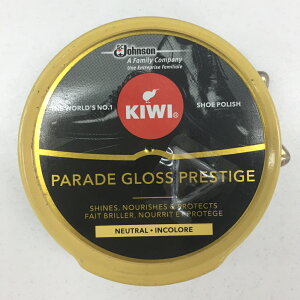 SC Johnson
A Family Company
Une Entreprise Familiale
THE WORLD'S NO.1
SHOE POLISH
KIWI
PARADE GLOSS PRESTIGE
SHINES, NOURISHES & PROTECTS
FAIT BRILLER, NOURRIT ET PROTEGE
NEUTRAL • INCOLORE